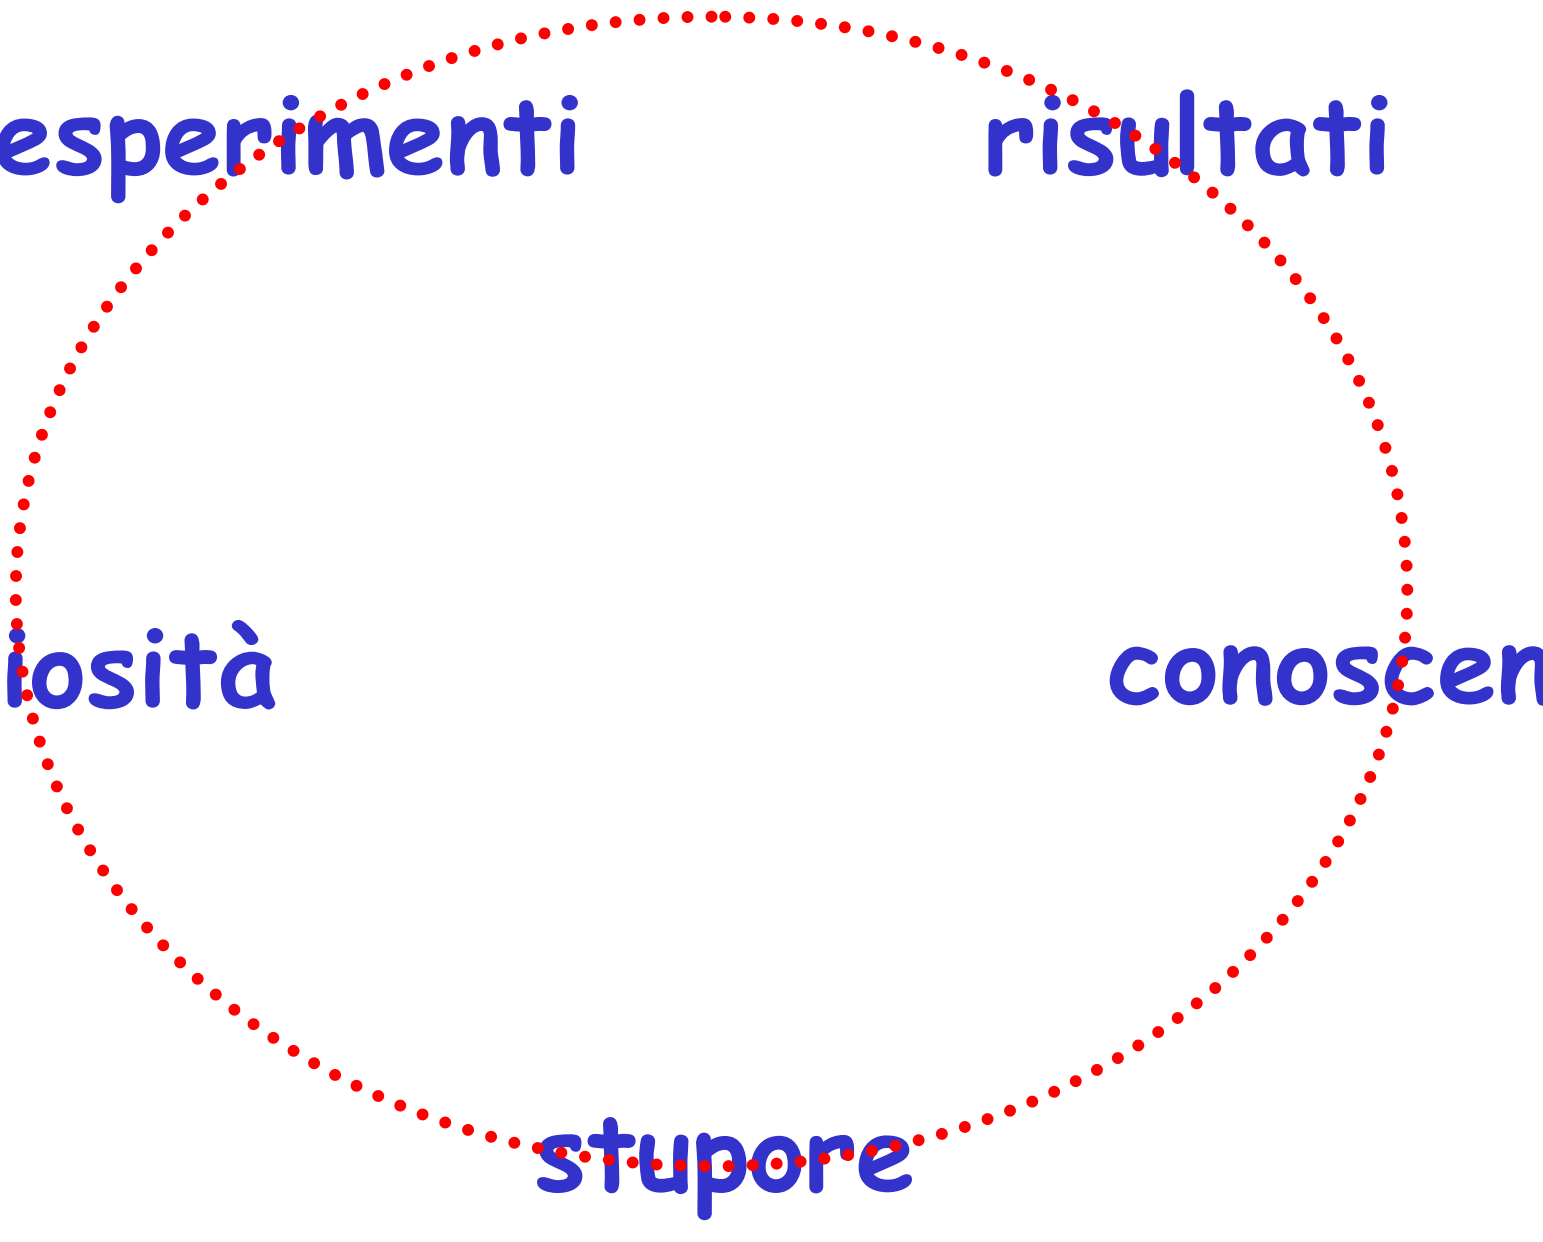 esperimenti
risultati
iosità
conoscen
stupore